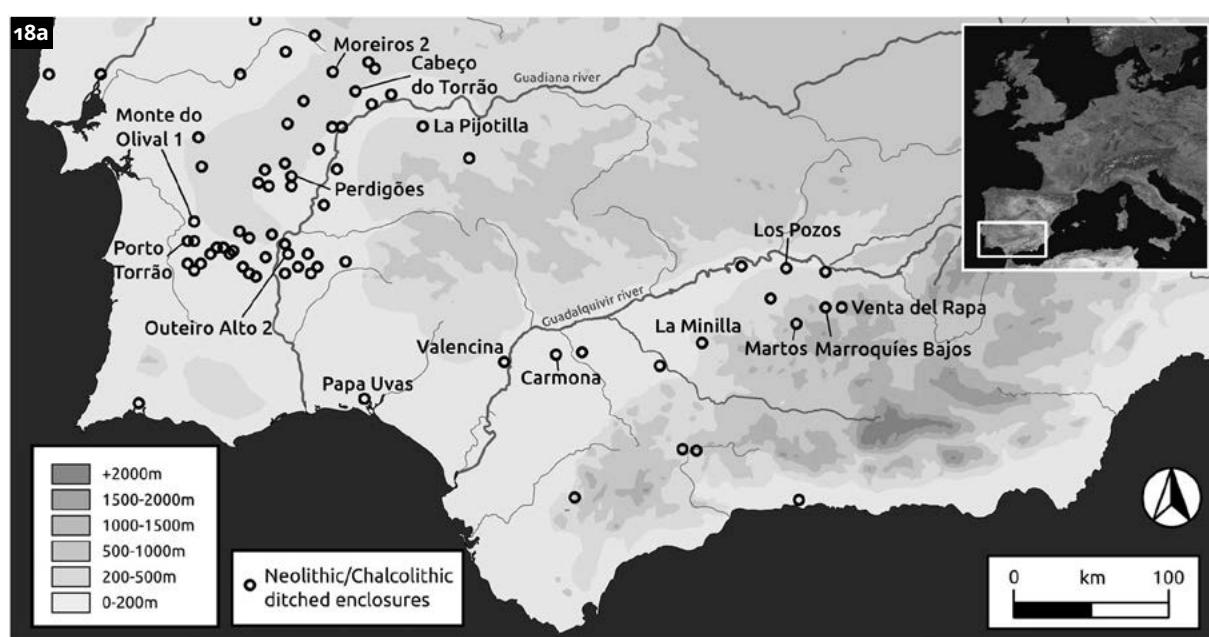 18a
Moreiros 2
Cabeço
do Torrão
Guadiana river
Monte do
Olival 1
La Pijotilla
Perdigões
Porto
Torrão
Los Pozos
Outeiro Alto 2
Guadalquivir river
La Minilla
Venta del Rapa
Valencina
Martos
Marroquíes Bajos
Carmona
Papa Uvas
+2000m
1500-2000m
1000-1500m
500-1000m
200-500m
0-200m
Neolithic/Chalcolithic
ditched enclosures
0 km 100